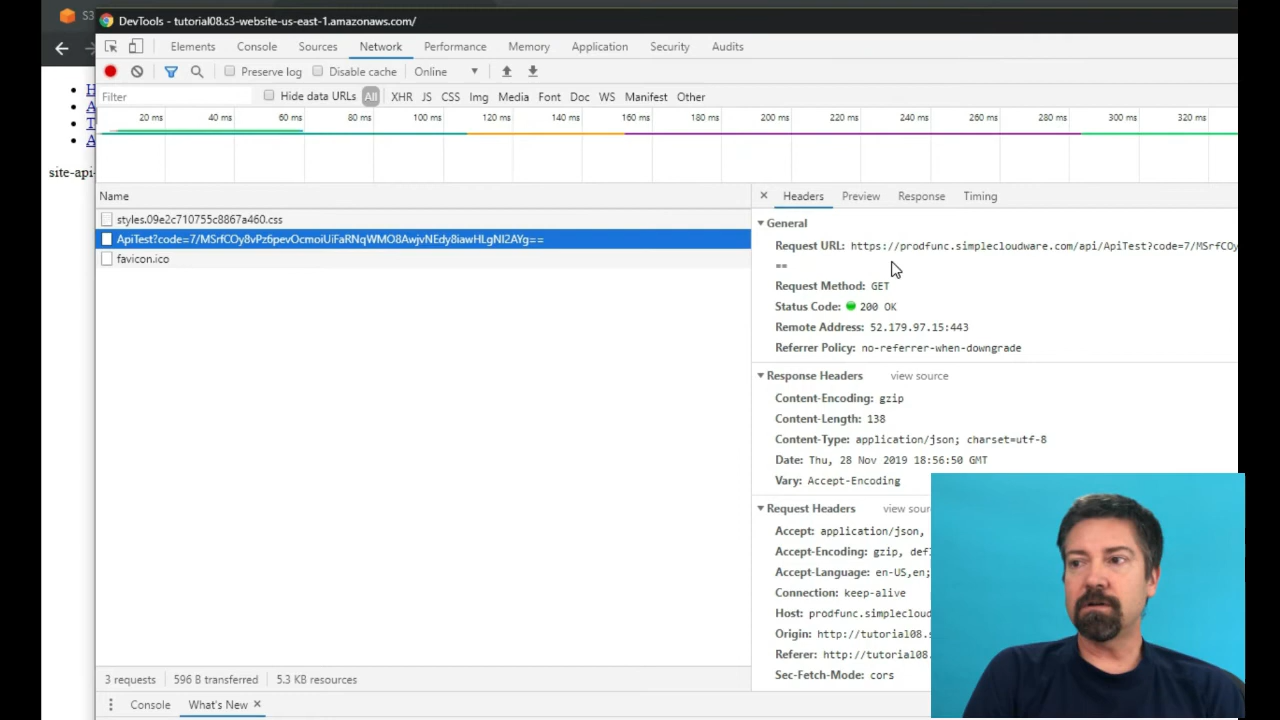 S3
DevTools - tutorial08.s3-website-us-east-1.amazonaws.com/
Elements Console Sources Network Performance Memory Application Security Audits
Preserve log Disable cache Online
Filter Hide data URLs All XHR JS CSS Img Media Font Doc WS Manifest Other
20 ms 40 ms 60 ms 80 ms 100 ms 120 ms 140 ms 160 ms 180 ms 200 ms 220 ms 240 ms 260 ms 280 ms 300 ms 320 ms
H
A
T
A
site-api-
Name
styles.09e2c710755c8867a460.css
ApiTest?code=7/MSrfCOy8vPz6pevOcmoiUiFaRNqWMO8AwjvNEdy8iawHLgNI2AYg==
favicon.ico
3 requests 596 B transferred 5.3 KB resources
Headers Preview Response Timing
General
Request URL: https://prodfunc.simplecloudware.com/api/ApiTest?code=7/MSrfCOy
==
Request Method: GET
Status Code: 200 OK
Remote Address: 52.179.97.15:443
Referrer Policy: no-referrer-when-downgrade
Response Headers view source
Content-Encoding: gzip
Content-Length: 138
Content-Type: application/json; charset=utf-8
Date: Thu, 28 Nov 2019 18:56:50 GMT
Vary: Accept-Encoding
Request Headers view sour
Accept: application/json,
Accept-Encoding: gzip, defl
Accept-Language: en-US,en;
Connection: keep-alive
Host: prodfunc.simplecloud
Origin: http://tutorial08.
Referer: http://tutorial08.
Sec-Fetch-Mode: cors
Console What's New